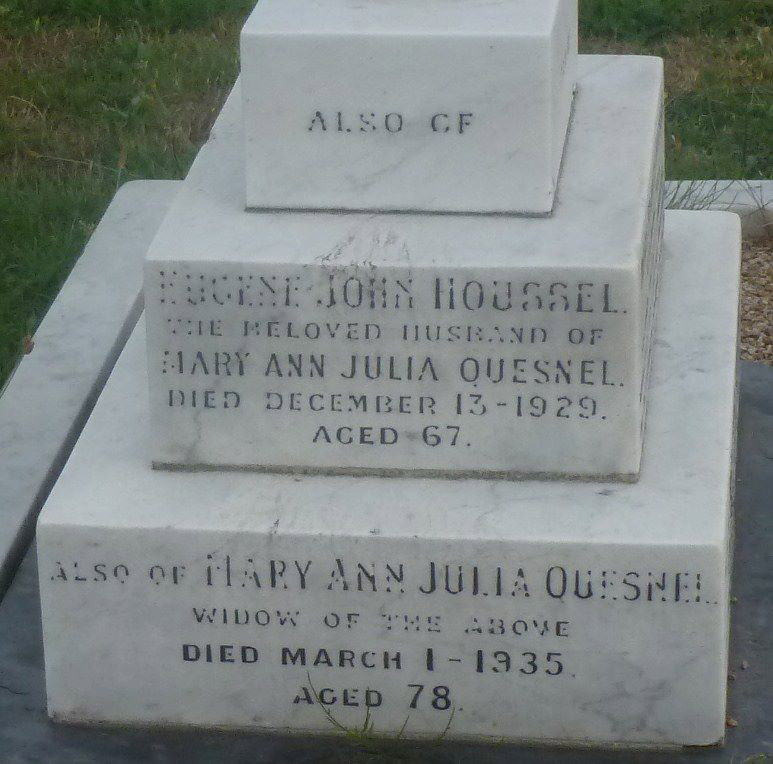 ALSO OF
EUGENE JOHN HOUSSEL.
THE BELOVED HUSBAND OF
MARY ANN JULIA QUESNEL.
DIED DECEMBER 13-1929.
AGED 67.
ALSO OF MARY ANN JULIA QUESNEL.
WIDOW OF THE ABOVE
DIED MARCH 1-1935.
AGED 78.